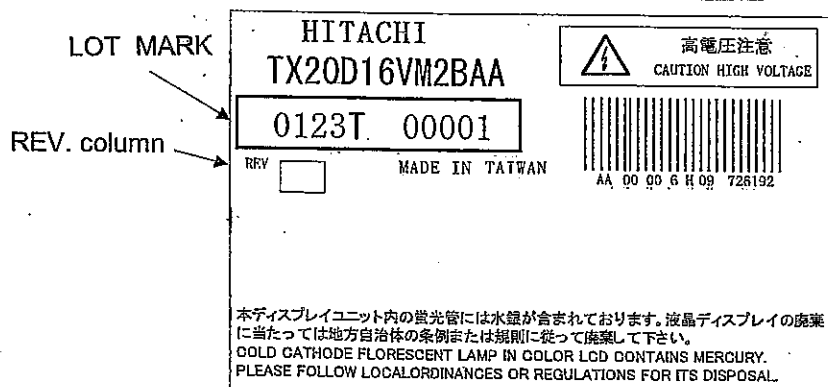 LOT MARK
REV. column
HITACHI
TX20D16VM2BAA
0123T 00001
REV
MADE IN TAIWAN
高電圧注意
CAUTION HIGH VOLTAGE
AA 00 00 6 H 09 726192
本ディスプレイユニット内の蛍光管には水銀が含まれております。液晶ディスプレイの廃棄
に当たっては地方自治体の条例または規則に従って廃棄して下さい。
COLD CATHODE FLORESCENT LAMP IN COLOR LCD CONTAINS MERCURY.
PLEASE FOLLOW LOCALORDINANCES OR REGULATIONS FOR ITS DISPOSAL.